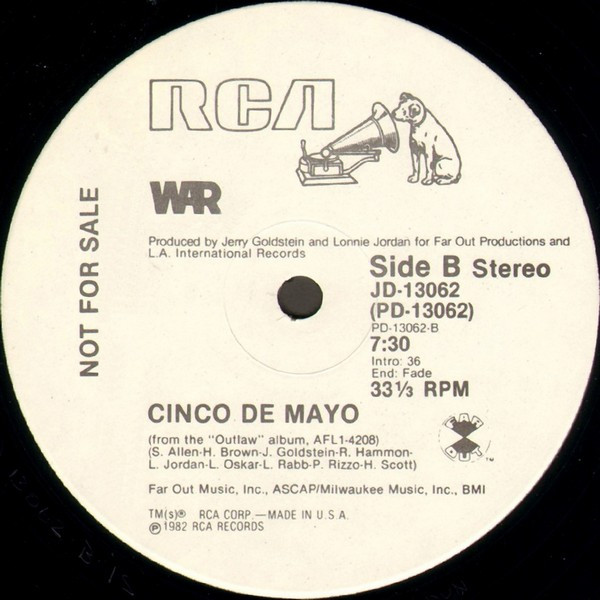 RCA
WAR
NOT FOR SALE
Produced by Jerry Goldstein and Lonnie Jordan for Far Out Productions and
L.A. International Records
Side B Stereo
JD-13062
(PD-13062)
PD-13062-B
7:30
Intro: 36
End: Fade
33⅓ RPM
CINCO DE MAYO
(from the "Outlaw" album, AFL1-4208)
(S. Allen-H. Brown-J. Goldstein-R. Hammon-
L. Jordan-L. Oskar-L. Rabb-P. Rizzo-H. Scott)
FAR
OUT
TM
Far Out Music, Inc., ASCAP/Milwaukee Music, Inc., BMI
TM(s)® RCA CORP.—MADE IN U.S.A.
℗ 1982 RCA RECORDS